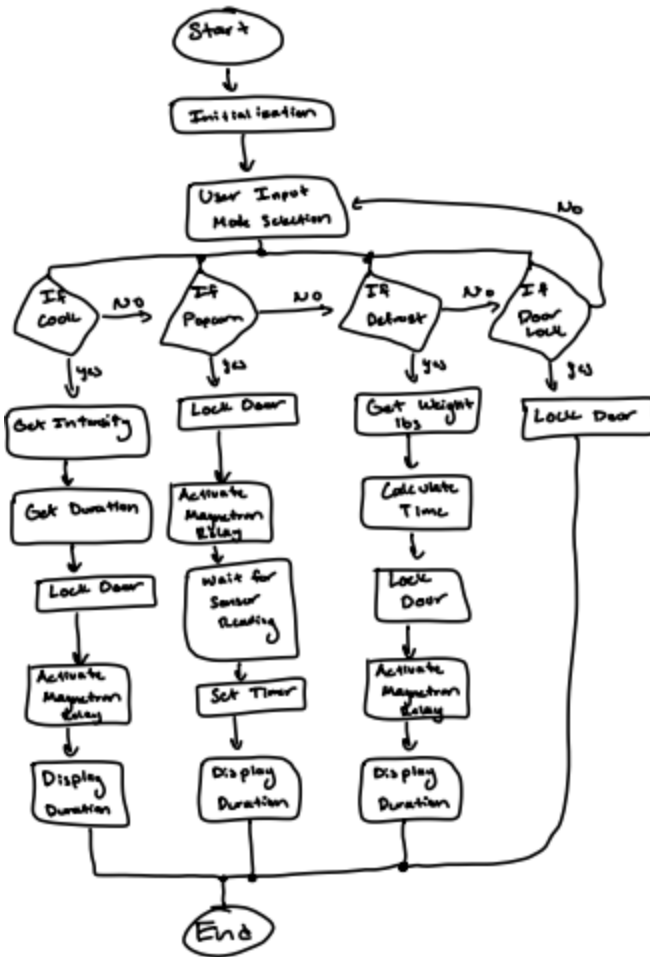 Start
Initialization
User Input
Mode Selection
No
If
Cook
No
If
Popcorn
No
If
Defrost
No
If
Door
Lock
yes
yes
yes
yes
Get Intensity
Get Duration
Lock Door
Activate
Magnetron
Relay
Display
Duration
Lock Door
Activate
Magnetron
Relay
Wait for
Sensor
Reading
Set Timer
Display
Duration
Get Weight
lbs
Calculate
Time
Lock
Door
Activate
Magnetron
Relay
Display
Duration
Lock Door
End